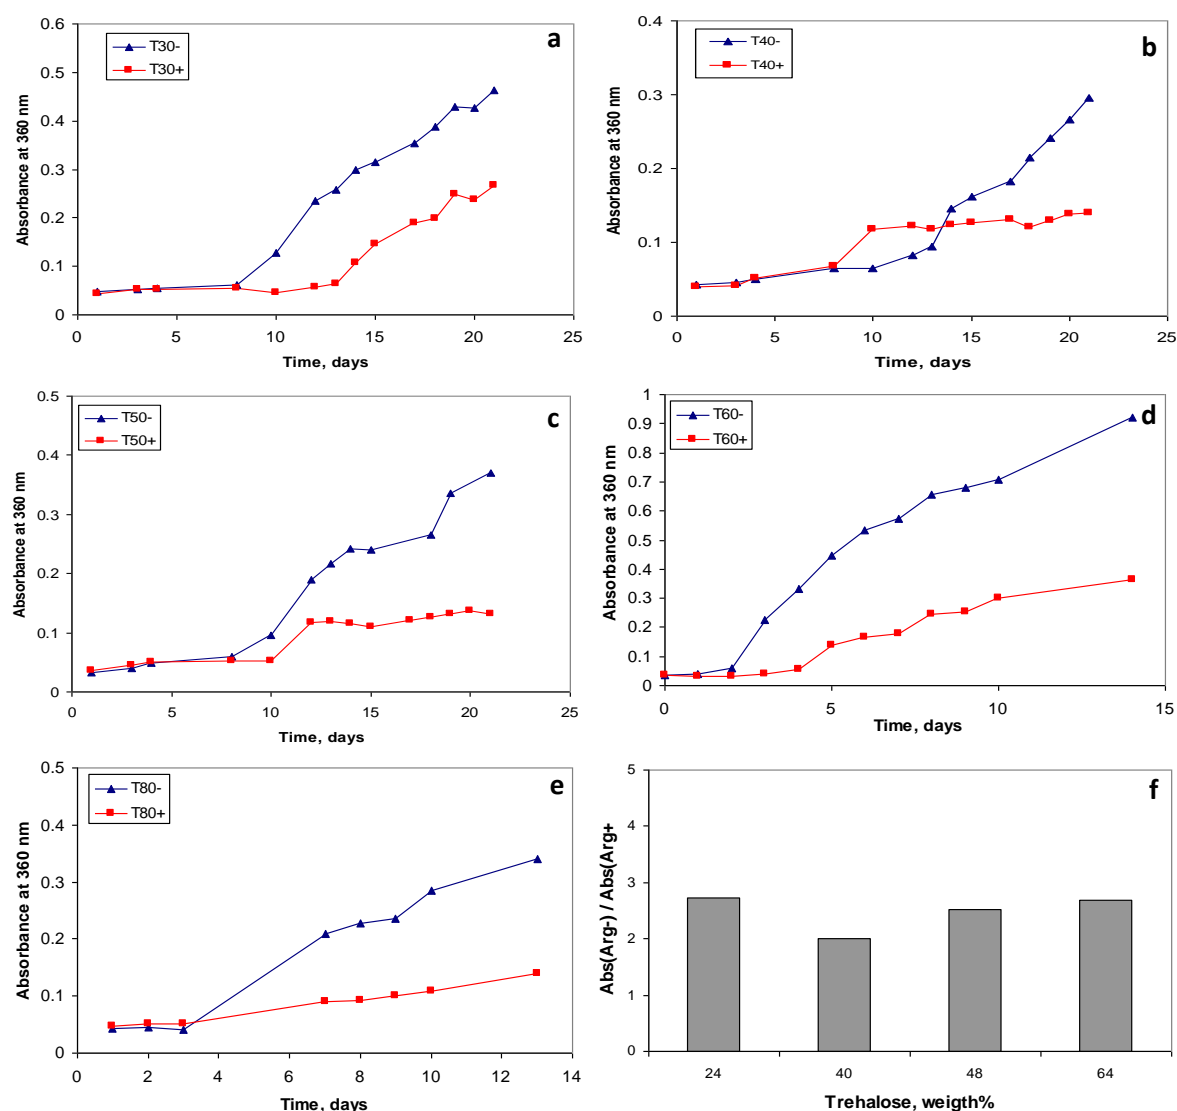 a
T30-
T30+
Absorbance at 360 nm
0.6
0.5
0.4
0.3
0.2
0.1
0
0 5 10 15 20 25
Time, days
b
T40-
T40+
Absorbance at 360 nm
0.4
0.3
0.2
0.1
0
0 5 10 15 20 25
Time, days
c
T50-
T50+
Absorbance at 360 nm
0.5
0.4
0.3
0.2
0.1
0
0 5 10 15 20 25
Time, days
d
T60-
T60+
Absorbance at 360 nm
1
0.9
0.8
0.7
0.6
0.5
0.4
0.3
0.2
0.1
0
0 5 10 15
Time, days
e
T80-
T80+
Absorbance at 360 nm
0.5
0.4
0.3
0.2
0.1
0
0 2 4 6 8 10 12 14
Time, days
f
Abs(Arg-) / Abs(Arg+
5
4
3
2
1
0
24 40 48 64
Trehalose, weigth%